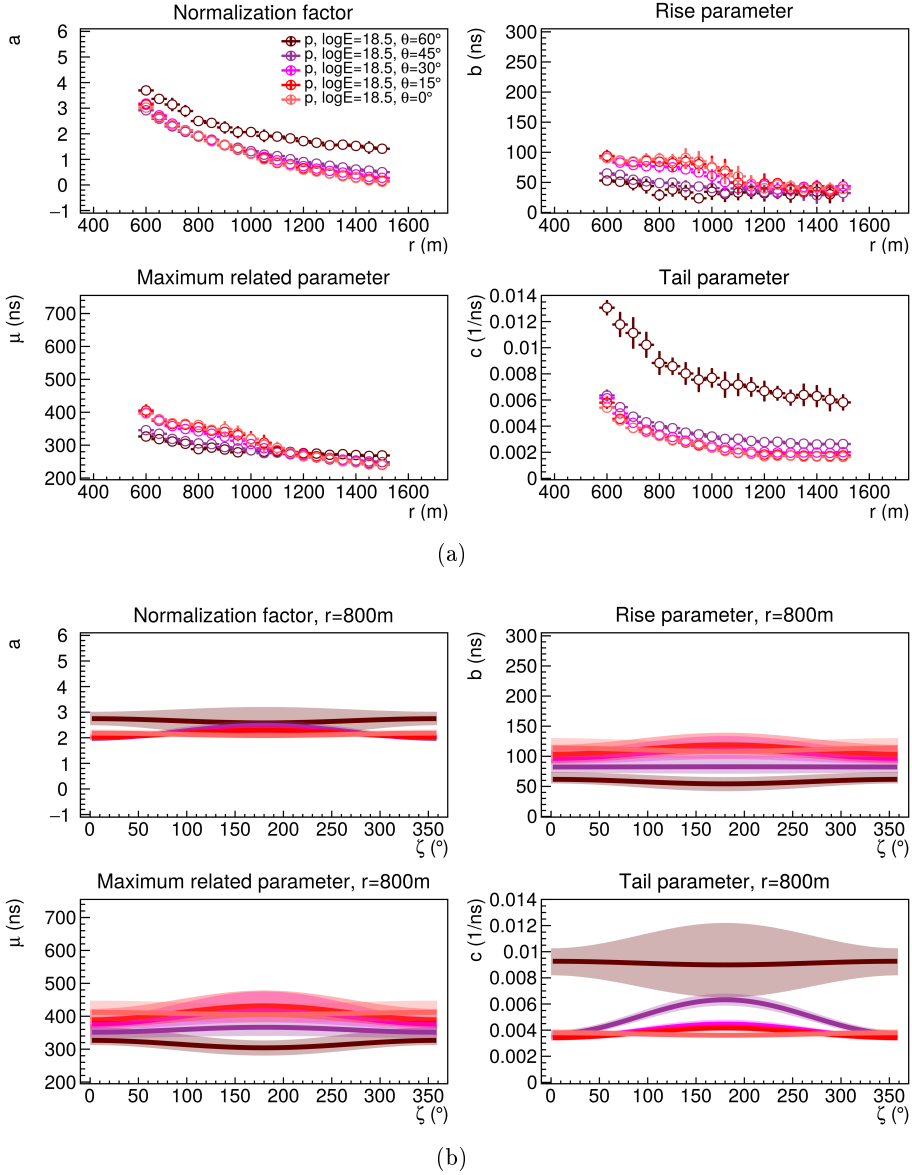 Normalization factor
a
6
5
4
3
2
1
0
−1
p, logE=18.5, θ=60°
p, logE=18.5, θ=45°
p, logE=18.5, θ=30°
p, logE=18.5, θ=15°
p, logE=18.5, θ=0°
400 600 800 1000 1200 1400 1600
r (m)
Rise parameter
b (ns)
300
250
200
150
100
50
0
400 600 800 1000 1200 1400 1600
r (m)
Maximum related parameter
μ (ns)
700
600
500
400
300
200
400 600 800 1000 1200 1400 1600
r (m)
Tail parameter
c (1/ns)
0.014
0.012
0.01
0.008
0.006
0.004
0.002
0
400 600 800 1000 1200 1400 1600
r (m)
(a)
Normalization factor, r=800m
a
6
5
4
3
2
1
0
−1
0 50 100 150 200 250 300 350
ζ (°)
Rise parameter, r=800m
b (ns)
300
250
200
150
100
50
0
0 50 100 150 200 250 300 350
ζ (°)
Maximum related parameter, r=800m
μ (ns)
700
600
500
400
300
200
0 50 100 150 200 250 300 350
ζ (°)
Tail parameter, r=800m
c (1/ns)
0.014
0.012
0.01
0.008
0.006
0.004
0.002
0
0 50 100 150 200 250 300 350
ζ (°)
(b)